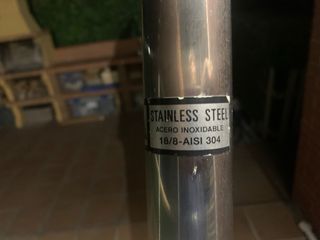 STAINLESS STEEL
ACERO INOXIDABLE
18/8-AISI 304